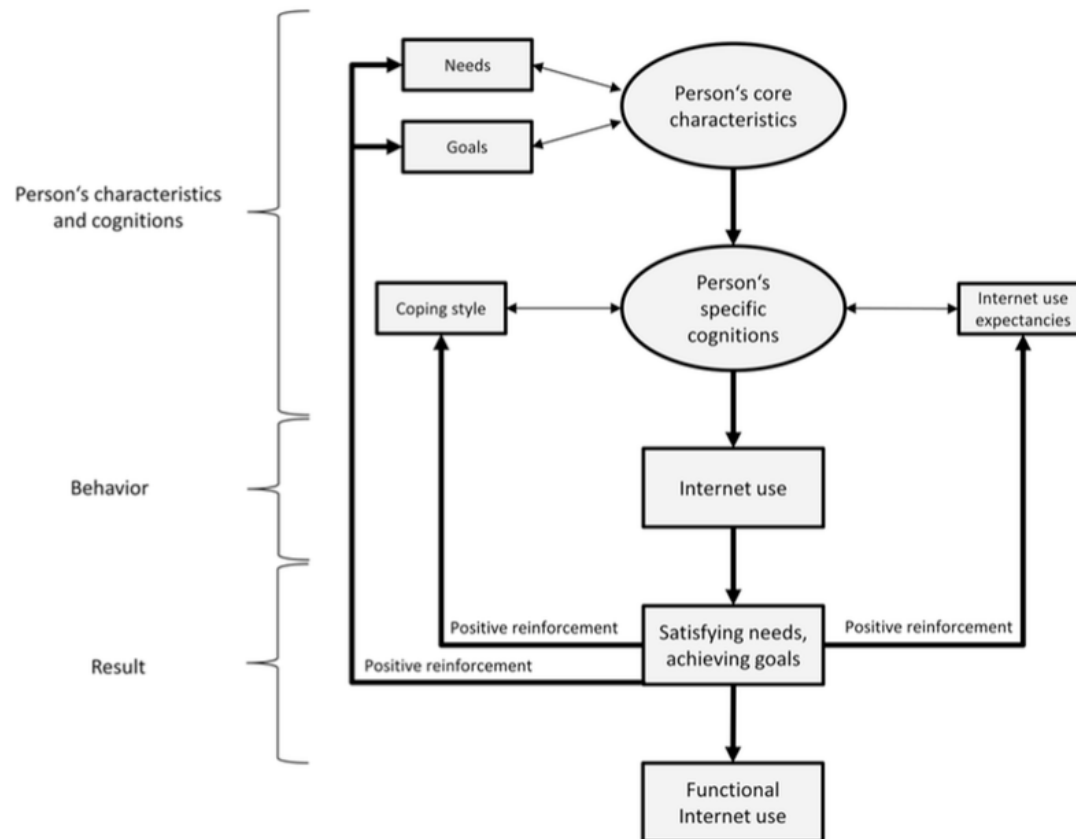 Needs
Person‘s core
characteristics
Goals
Person‘s characteristics
and cognitions
Person‘s
specific
cognitions
Coping style
Internet use
expectancies
Behavior
Internet use
Positive reinforcement
Satisfying needs,
achieving goals
Positive reinforcement
Positive reinforcement
Result
Functional
Internet use